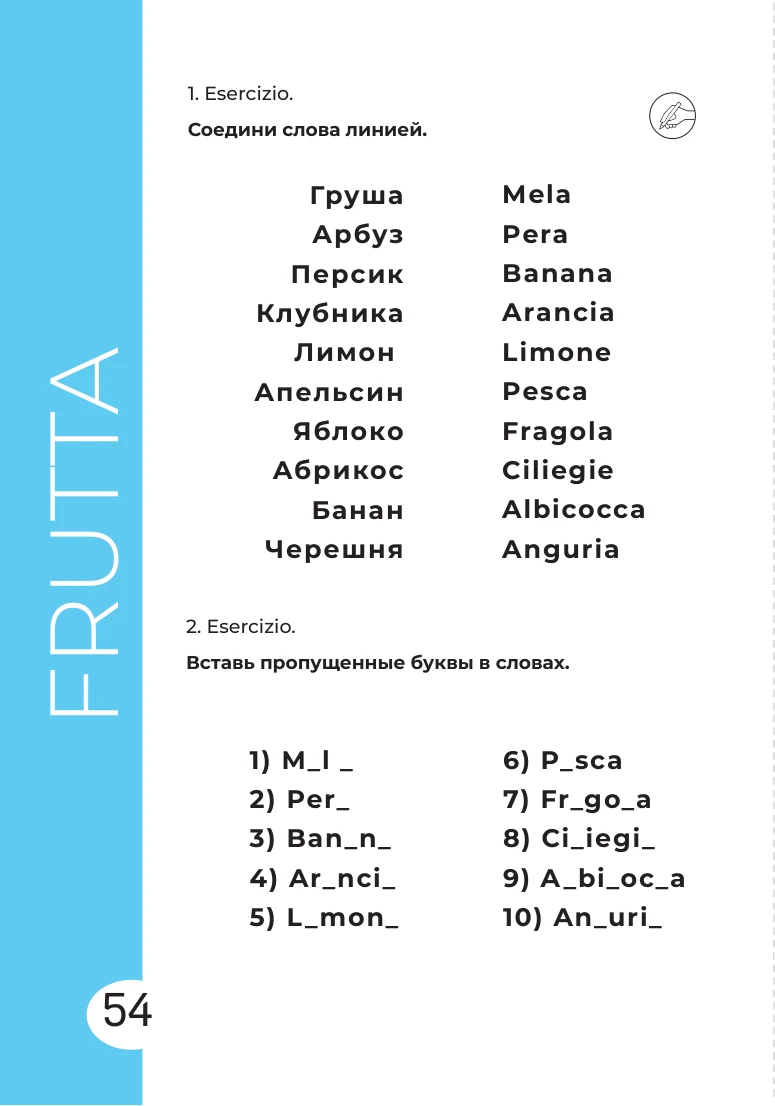 FRUTTA
1. Esercizio.
Соедини слова линией.
Груша Mela
Арбуз Pera
Персик Banana
Клубника Arancia
Лимон Limone
Апельсин Pesca
Яблоко Fragola
Абрикос Ciliegie
Банан Albicocca
Черешня Anguria
2. Esercizio.
Вставь пропущенные буквы в словах.
1) M_l _ 6) P_sca
2) Per_ 7) Fr_go_a
3) Ban_n_ 8) Ci_iegi_
4) Ar_nci_ 9) A_bi_oc_a
5) L_mon_ 10) An_uri_
54